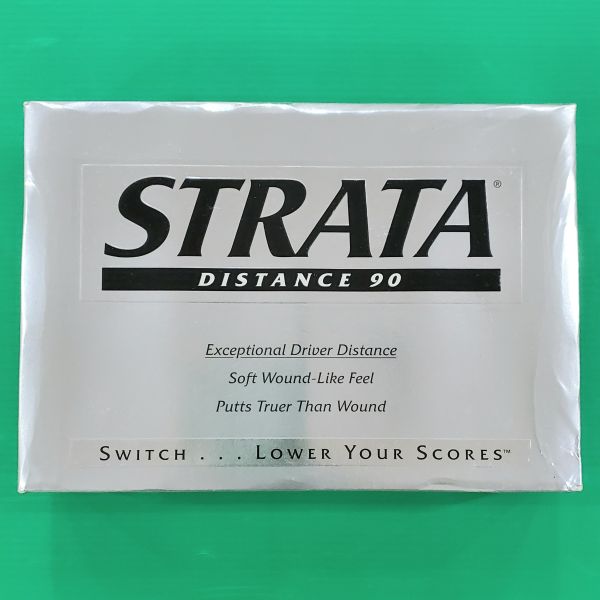 STRATA®
DISTANCE 90
Exceptional Driver Distance
Soft Wound-Like Feel
Putts Truer Than Wound
SWITCH . . . LOWER YOUR SCORES™